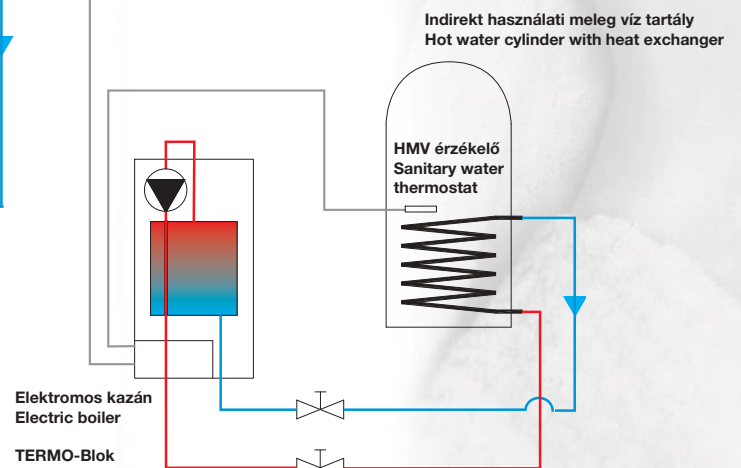 Indirekt használati meleg víz tartály
Hot water cylinder with heat exchanger
HMV érzékelő
Sanitary water
thermostat
Elektromos kazán
Electric boiler
TERMO-Blok